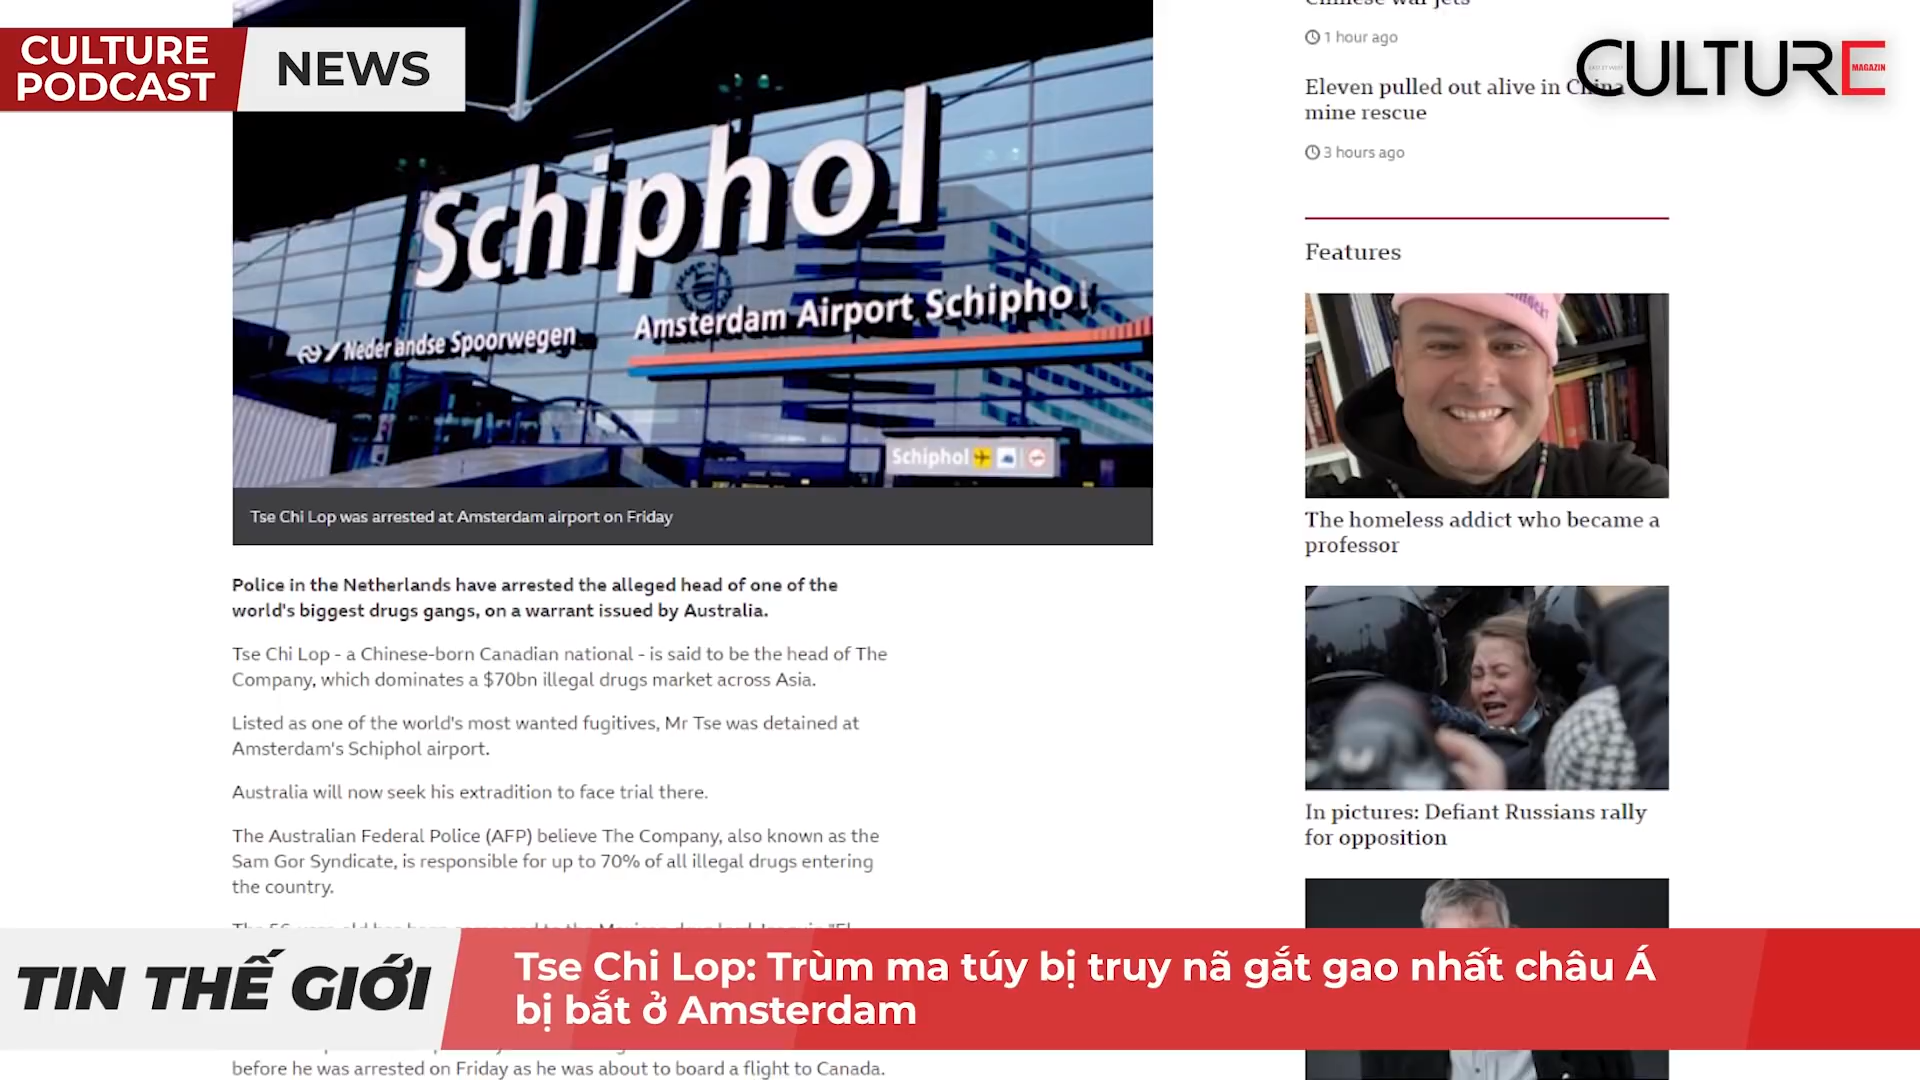 CULTURE
PODCAST
NEWS
1 hour ago
CULTURE
MAGAZIN
Eleven pulled out alive in China
mine rescue
3 hours ago
Schiphol
Amsterdam Airport Schiphol
Nederlandse Spoorwegen
Schiphol
Tse Chi Lop was arrested at Amsterdam airport on Friday
Features
The homeless addict who became a
professor
Police in the Netherlands have arrested the alleged head of one of the
world's biggest drugs gangs, on a warrant issued by Australia.
Tse Chi Lop - a Chinese-born Canadian national - is said to be the head of The
Company, which dominates a $70bn illegal drugs market across Asia.
Listed as one of the world's most wanted fugitives, Mr Tse was detained at
Amsterdam's Schiphol airport.
Australia will now seek his extradition to face trial there.
The Australian Federal Police (AFP) believe The Company, also known as the
Sam Gor Syndicate, is responsible for up to 70% of all illegal drugs entering
the country.
In pictures: Defiant Russians rally
for opposition
TIN THẾ GIỚI
Tse Chi Lop: Trùm ma túy bị truy nã gắt gao nhất châu Á
bị bắt ở Amsterdam
before he was arrested on Friday as he was about to board a flight to Canada.